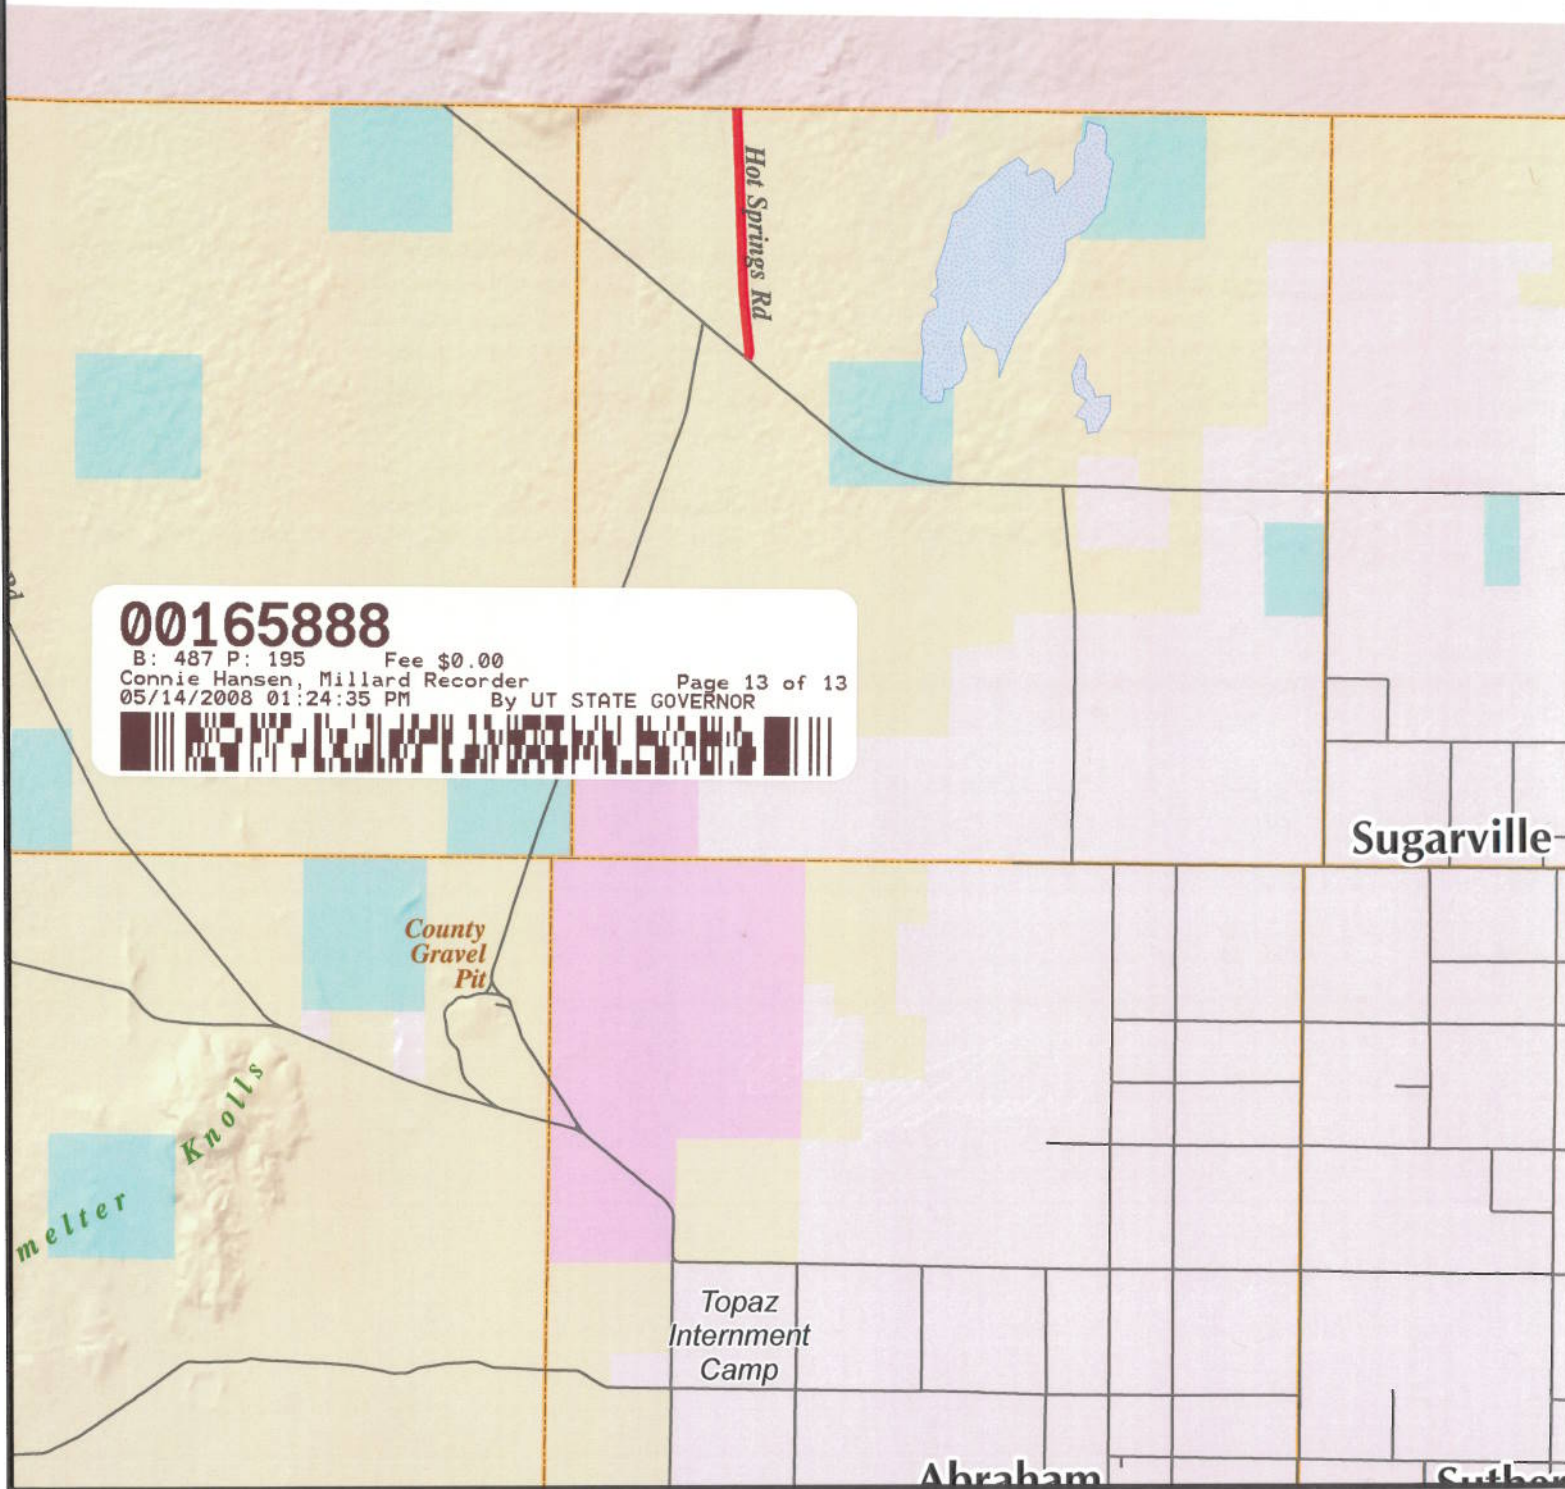 Hot Springs Rd
Rd
00165888
B: 487 P: 195 Fee $0.00
Connie Hansen, Millard Recorder Page 13 of 13
05/14/2008 01:24:35 PM By UT STATE GOVERNOR
Sugarville
County
Gravel
Pit
Knolls
melter
Topaz
Internment
Camp
Abraham